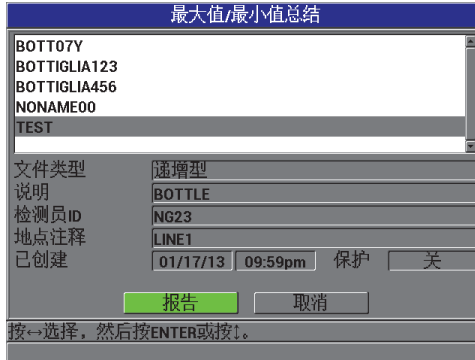 最大值/最小值总结
BOTT07Y
BOTTIGLIA123
BOTTIGLIA456
NONAME00
TEST
文件类型 递增型
说明 BOTTLE
检测员ID NG23
地点注释 LINE1
已创建 01/17/13 09:59pm 保护 关
报告 取消
按↔选择，然后按ENTER或按↕。